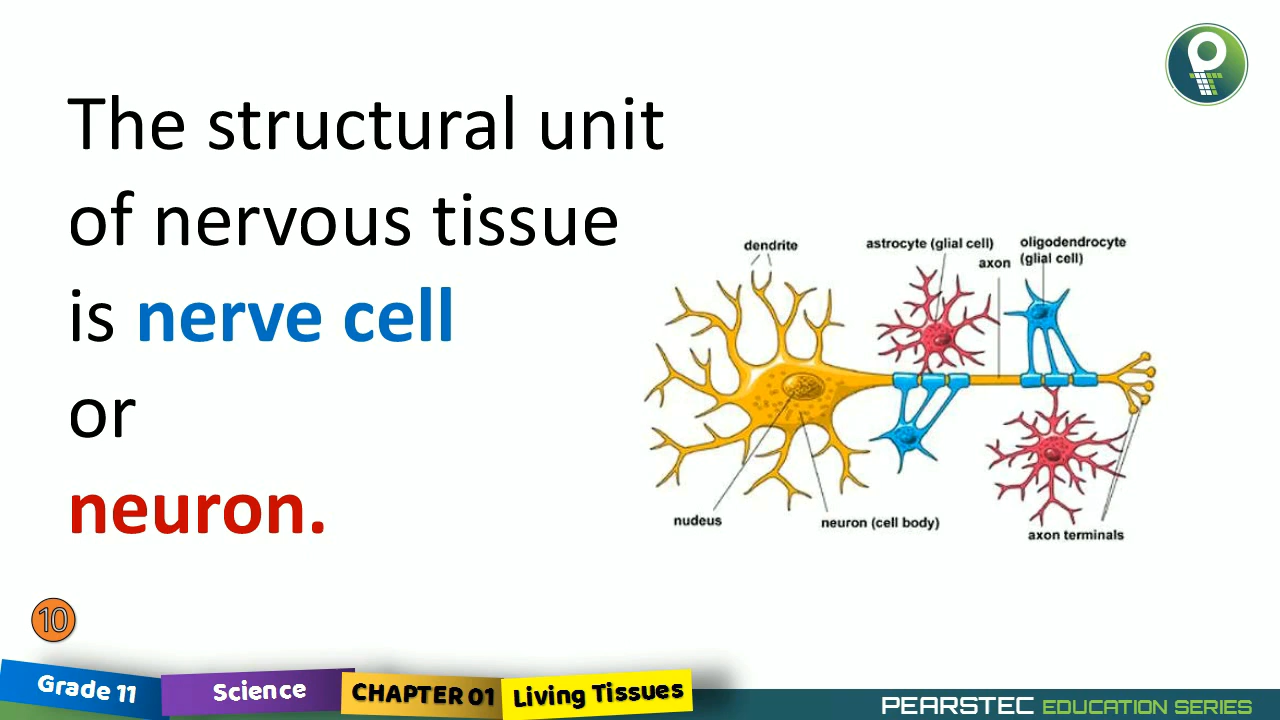 The structural unit
of nervous tissue
is nerve cell
or
neuron.
dendrite
astrocyte (glial cell)
axon
oligodendrocyte
(glial cell)
nudeus
neuron (cell body)
axon terminals
10
Grade 11
Science
CHAPTER 01
Living Tissues
PEARSTEC EDUCATION SERIES